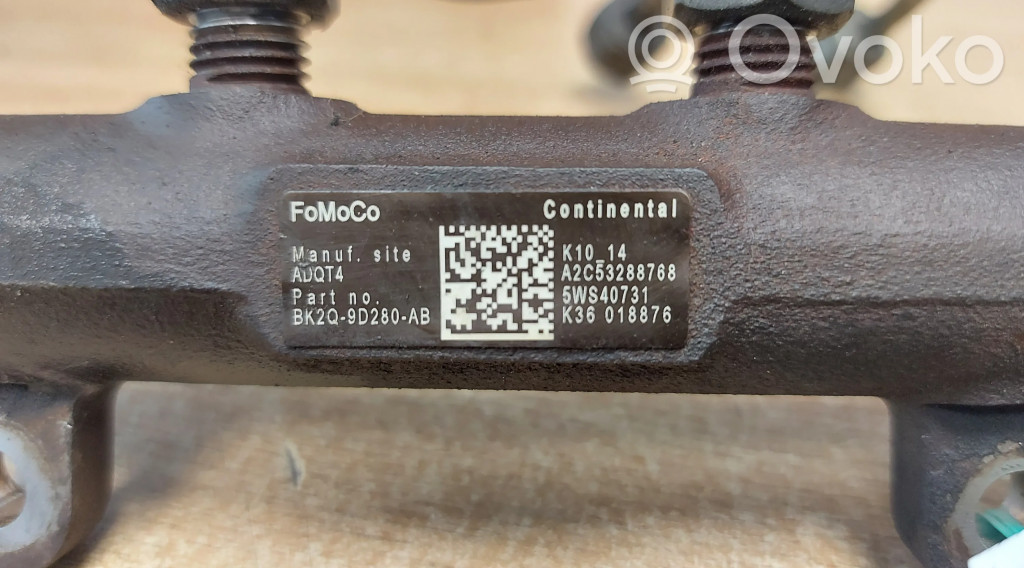 Ovoko
FoMoCo
Continental
Manuf. site
ADQT4
Part no.
BK2Q-9D280-AB
K10_14
A2C53288768
5WS40731
K36 018876